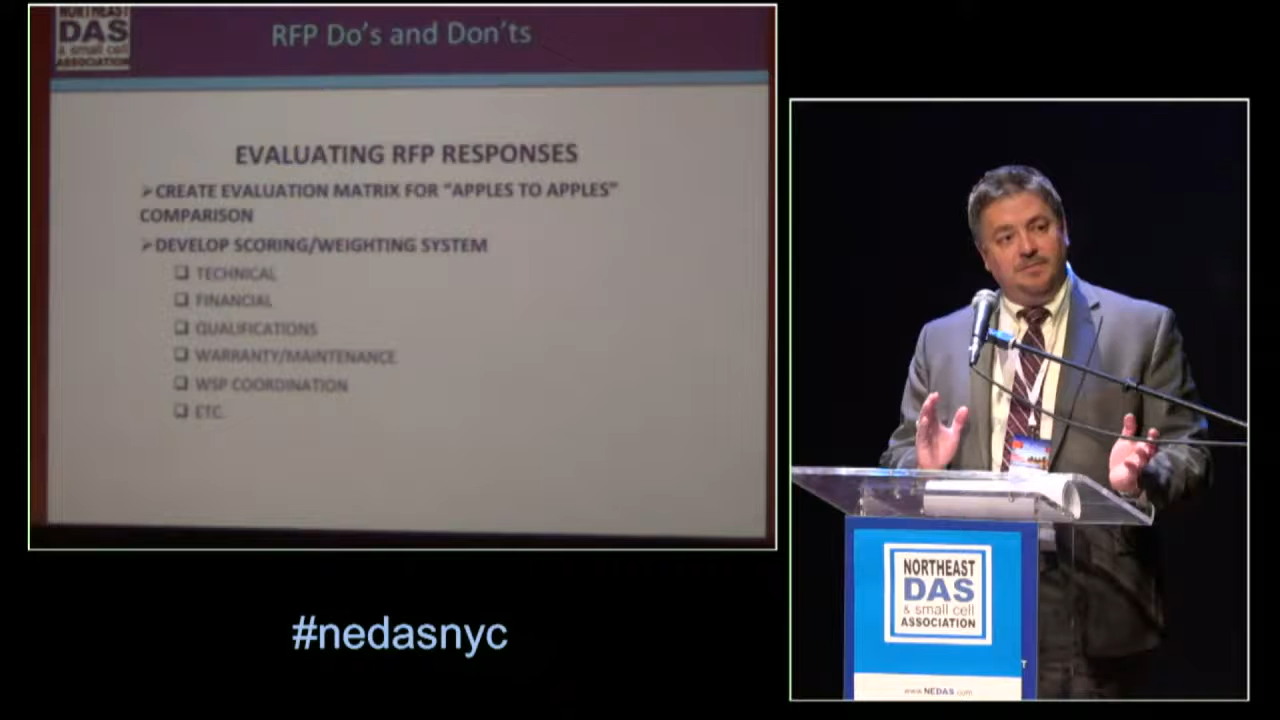 NORTHEAST
DAS
& small cell
ASSOCIATION
RFP Do's and Don'ts
EVALUATING RFP RESPONSES
➢CREATE EVALUATION MATRIX FOR "APPLES TO APPLES"
COMPARISON
➢DEVELOP SCORING/WEIGHTING SYSTEM
❑ TECHNICAL
❑ FINANCIAL
❑ QUALIFICATIONS
❑ WARRANTY/MAINTENANCE
❑ WSP COORDINATION
❑ ETC.
#nedasnyc
NORTHEAST
DAS
& small cell
ASSOCIATION
www.NEDAS.com